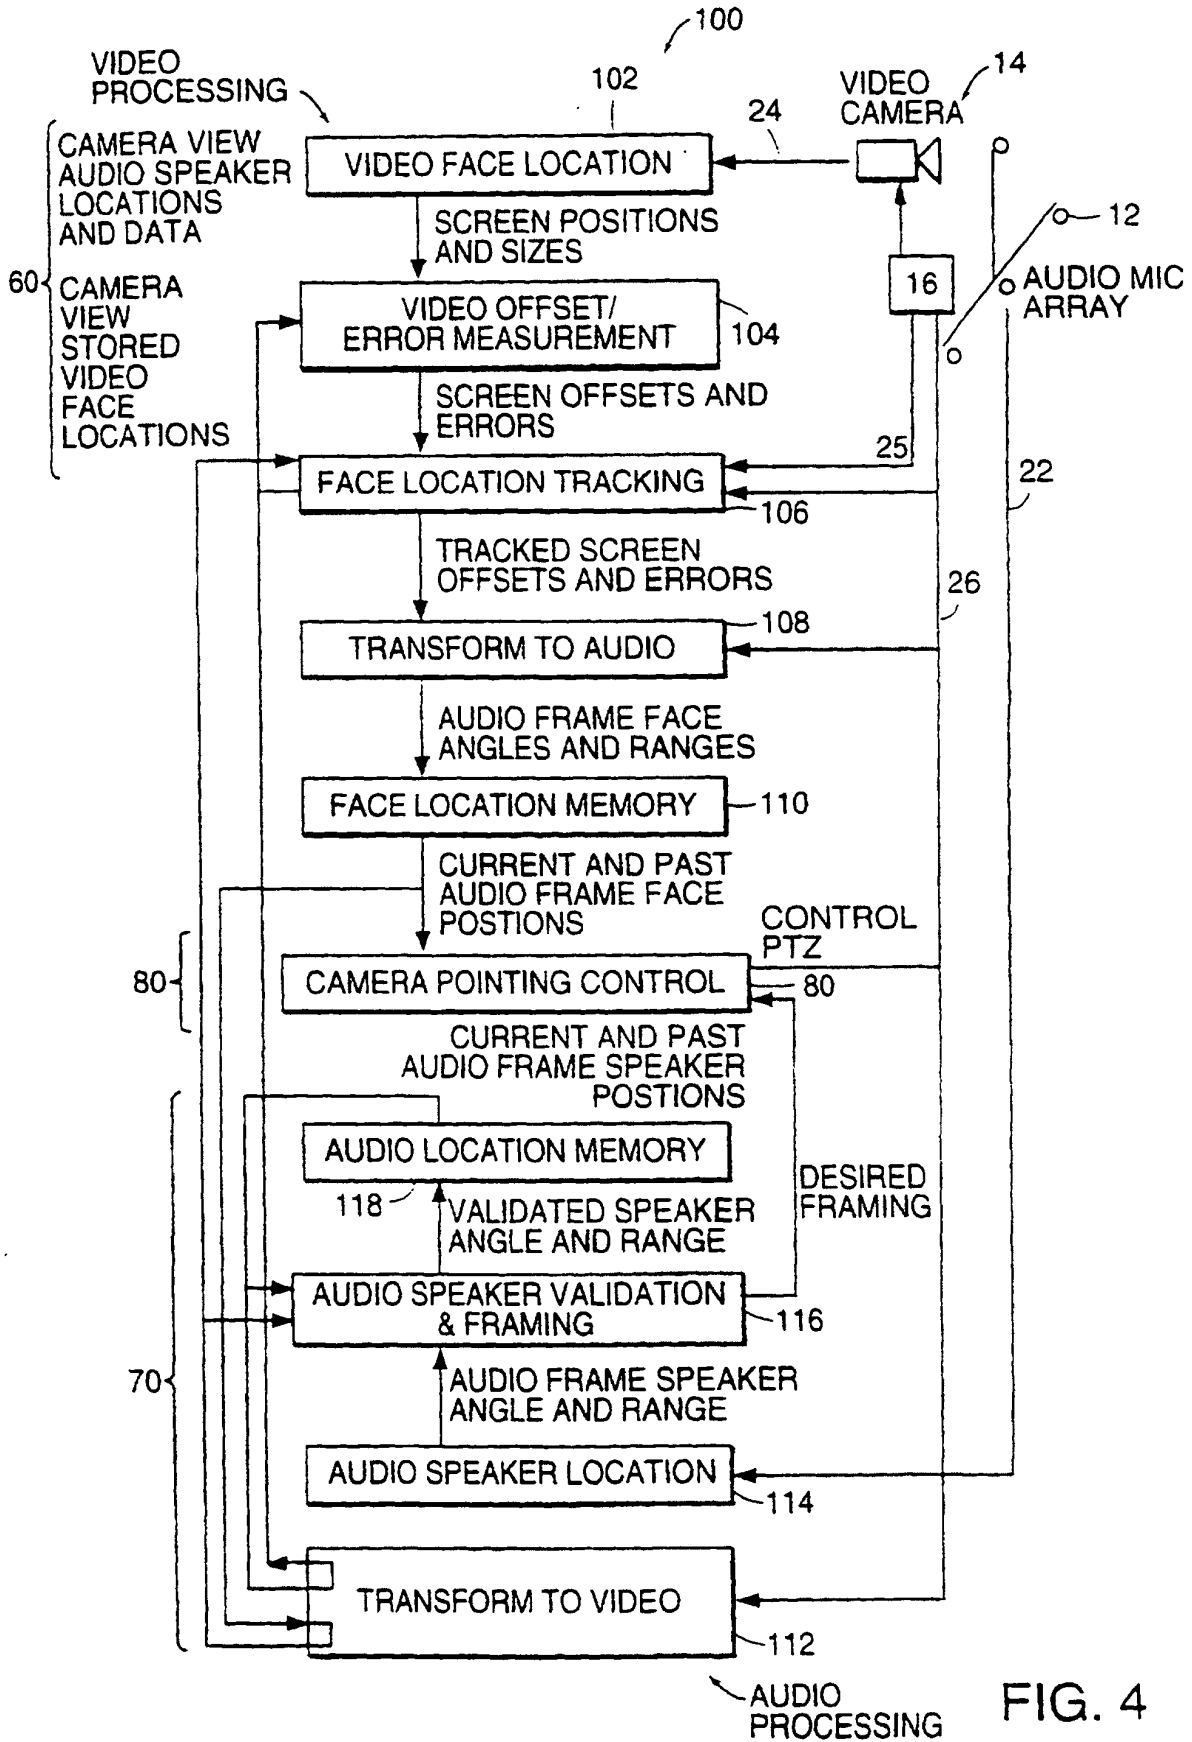 100
VIDEO
PROCESSING
102
VIDEO
CAMERA
14
24
CAMERA VIEW
AUDIO SPEAKER
LOCATIONS
AND DATA
VIDEO FACE LOCATION
12
SCREEN POSITIONS
AND SIZES
60
CAMERA
VIEW
STORED
VIDEO
FACE
LOCATIONS
16
AUDIO MIC
ARRAY
VIDEO OFFSET/
ERROR MEASUREMENT
104
SCREEN OFFSETS AND
ERRORS
25
22
FACE LOCATION TRACKING
106
TRACKED SCREEN
OFFSETS AND ERRORS
26
108
TRANSFORM TO AUDIO
AUDIO FRAME FACE
ANGLES AND RANGES
FACE LOCATION MEMORY
110
CURRENT AND PAST
AUDIO FRAME FACE
POSTIONS
CONTROL
PTZ
80
CAMERA POINTING CONTROL
80
CURRENT AND PAST
AUDIO FRAME SPEAKER
POSTIONS
AUDIO LOCATION MEMORY
118
DESIRED
FRAMING
VALIDATED SPEAKER
ANGLE AND RANGE
AUDIO SPEAKER VALIDATION
& FRAMING
116
70
AUDIO FRAME SPEAKER
ANGLE AND RANGE
AUDIO SPEAKER LOCATION
114
TRANSFORM TO VIDEO
112
AUDIO
PROCESSING
FIG. 4